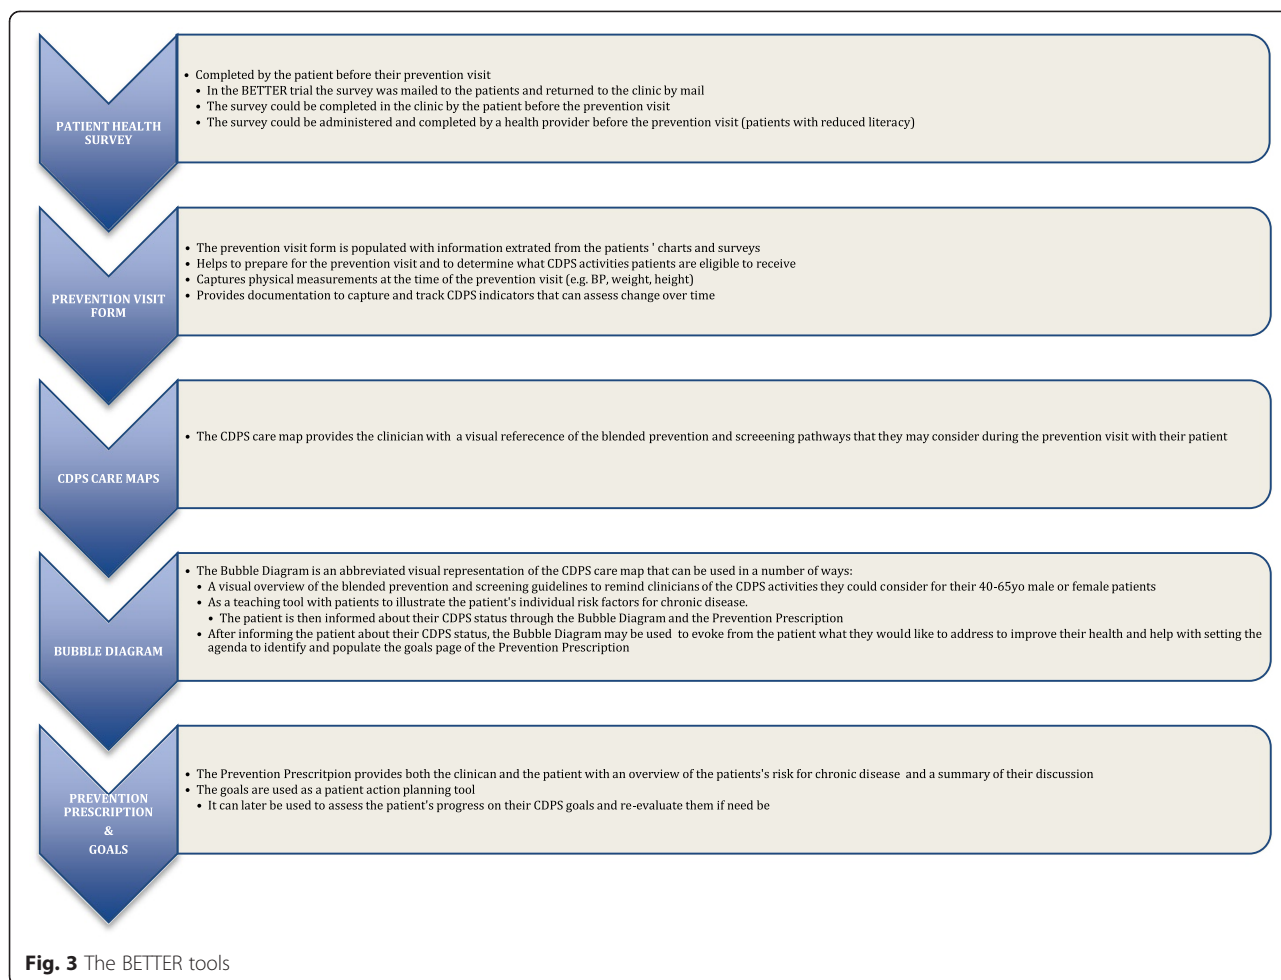 PATIENT HEALTH
SURVEY
• Completed by the patient before their prevention visit
• In the BETTER trial the survey was mailed to the patients and returned to the clinic by mail
• The survey could be completed in the clinic by the patient before the prevention visit
• The survey could be administered and completed by a health provider before the prevention visit (patients with reduced literacy)
PREVENTION VISIT
FORM
• The prevention visit form is populated with information extrated from the patients ' charts and surveys
• Helps to prepare for the prevention visit and to determine what CDPS activities patients are eligible to receive
• Captures physical measurements at the time of the prevention visit (e.g. BP, weight, height)
• Provides documentation to capture and track CDPS indicators that can assess change over time
CDPS CARE MAPS
• The CDPS care map provides the clinician with a visual referecence of the blended prevention and screeening pathways that they may consider during the prevention visit with their patient
BUBBLE DIAGRAM
• The Bubble Diagram is an abbreviated visual representation of the CDPS care map that can be used in a number of ways:
• A visual overview of the blended prevention and screening guidelines to remind clinicians of the CDPS activities they could consider for their 40-65yo male or female patients
• As a teaching tool with patients to illustrate the patient's individual risk factors for chronic disease.
• The patient is then informed about their CDPS status through the Bubble Diagram and the Prevention Prescription
• After informing the patient about their CDPS status, the Bubble Diagram may be used to evoke from the patient what they would like to address to improve their health and help with setting the
agenda to identify and populate the goals page of the Prevention Prescription
PREVENTION
PRESCRIPTION
&
GOALS
• The Prevention Prescritpion provides both the clinican and the patient with an overview of the patients's risk for chronic disease and a summary of their discussion
• The goals are used as a patient action planning tool
• It can later be used to assess the patient's progress on their CDPS goals and re-evaluate them if need be
Fig. 3 The BETTER tools